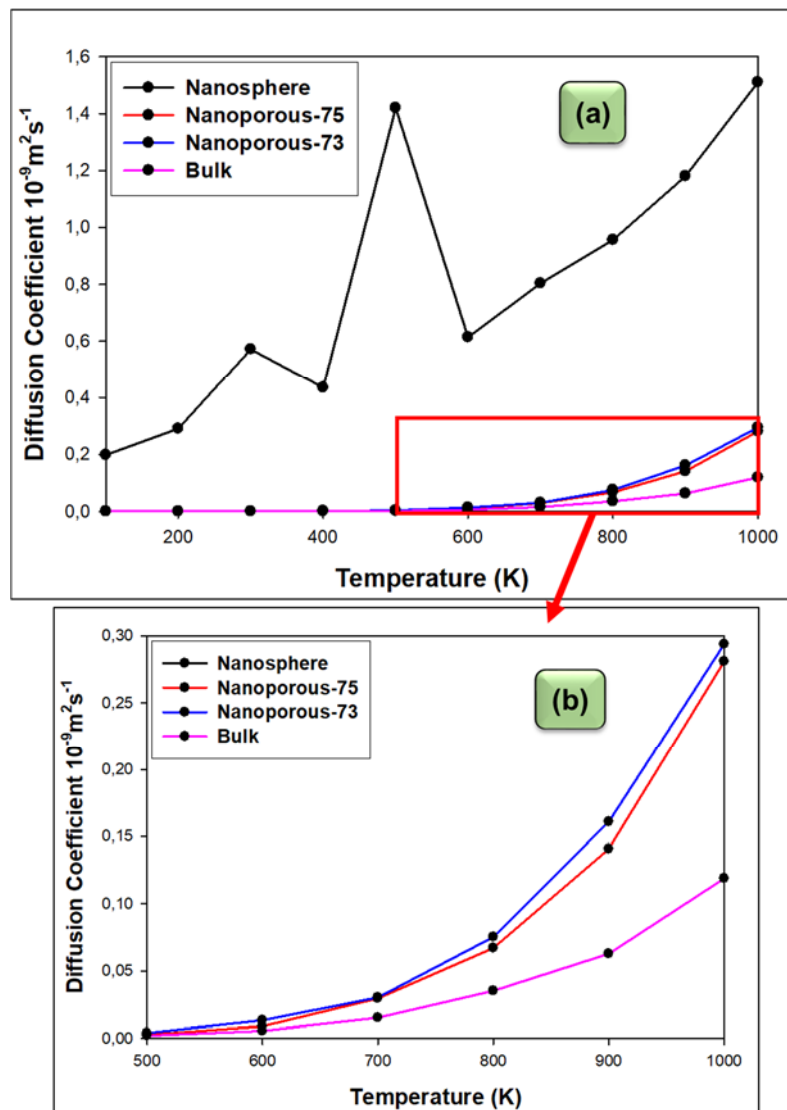 1,6
1,4
1,2
1,0
0,8
0,6
0,4
0,2
0,0
Diffusion Coefficient 10⁻⁹m²s⁻¹
Nanosphere
Nanoporous-75
Nanoporous-73
Bulk
(a)
200
400
600
800
1000
Temperature (K)
0,30
0,25
0,20
0,15
0,10
0,05
0,00
Diffusion Coefficient 10⁻⁹m²s⁻¹
Nanosphere
Nanoporous-75
Nanoporous-73
Bulk
(b)
500
600
700
800
900
1000
Temperature (K)